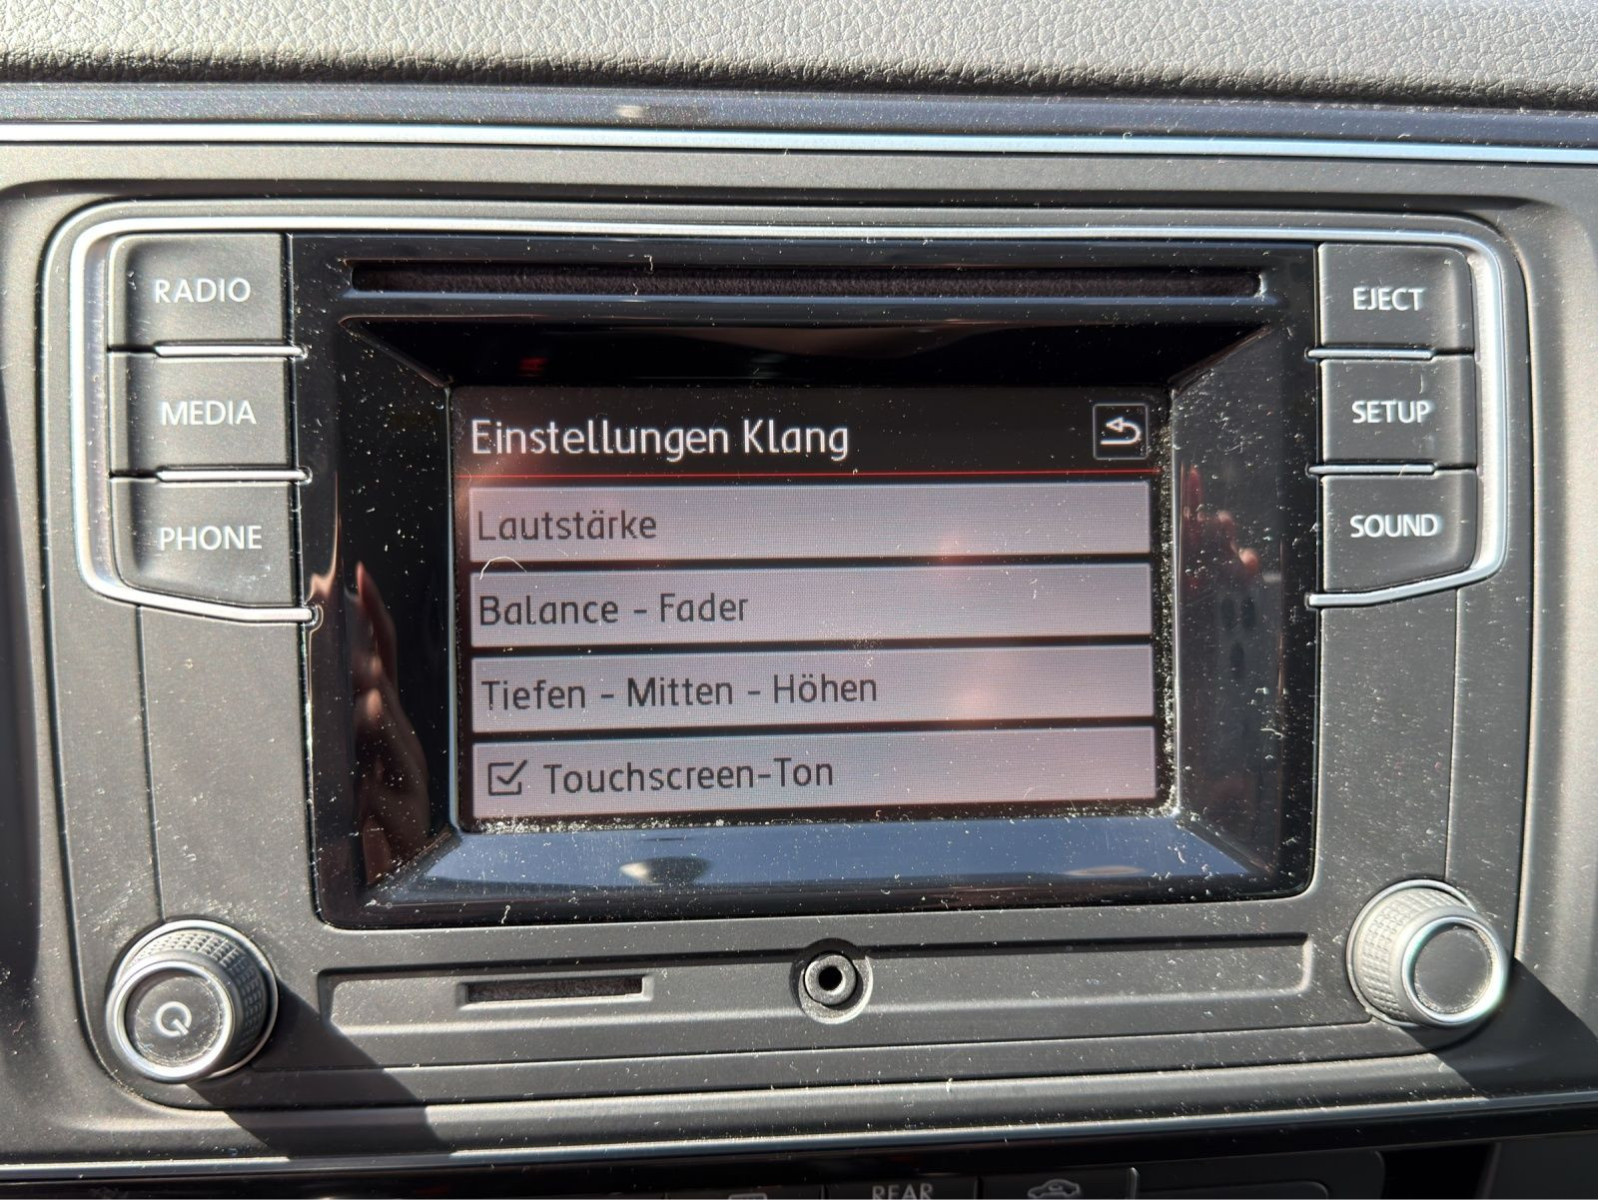 RADIO
MEDIA
PHONE
EJECT
SETUP
SOUND
Einstellungen Klang
Lautstärke
Balance - Fader
Tiefen - Mitten - Höhen
Touchscreen-Ton
REAR